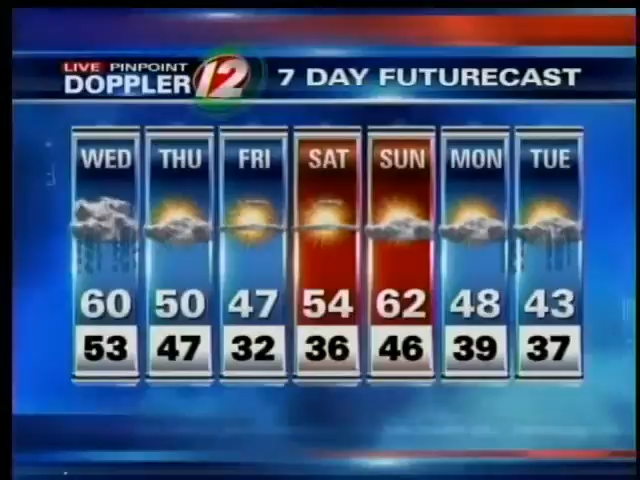 LIVE PINPOINT
DOPPLER 12
7 DAY FUTURECAST
WED THU FRI SAT SUN MON TUE
60 50 47 54 62 48 43
53 47 32 36 46 39 37